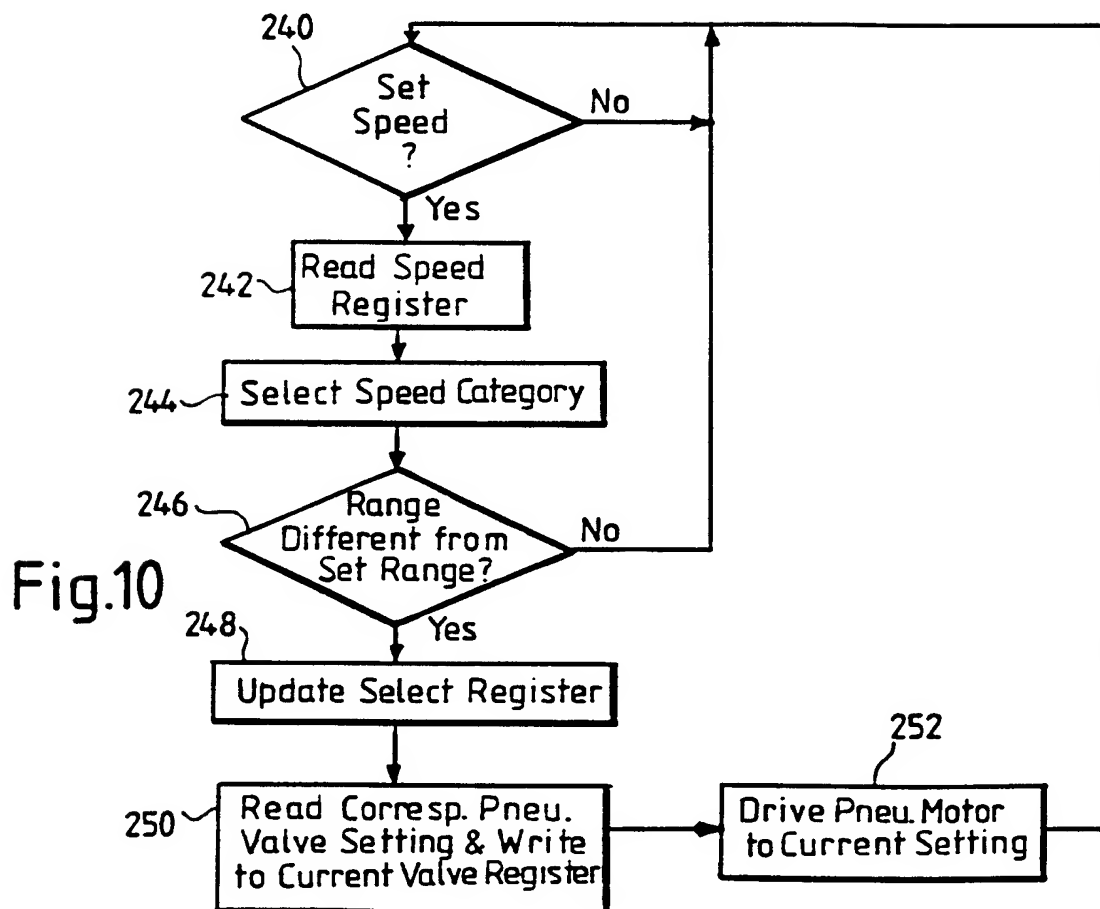 240
Set
Speed
?
No
Yes
242
Read Speed
Register
244
Select Speed Category
246
Range
Different from
Set Range?
No
Fig.10
Yes
248
Update Select Register
252
250
Read Corresp. Pneu.
Valve Setting & Write
to Current Valve Register
Drive Pneu. Motor
to Current Setting